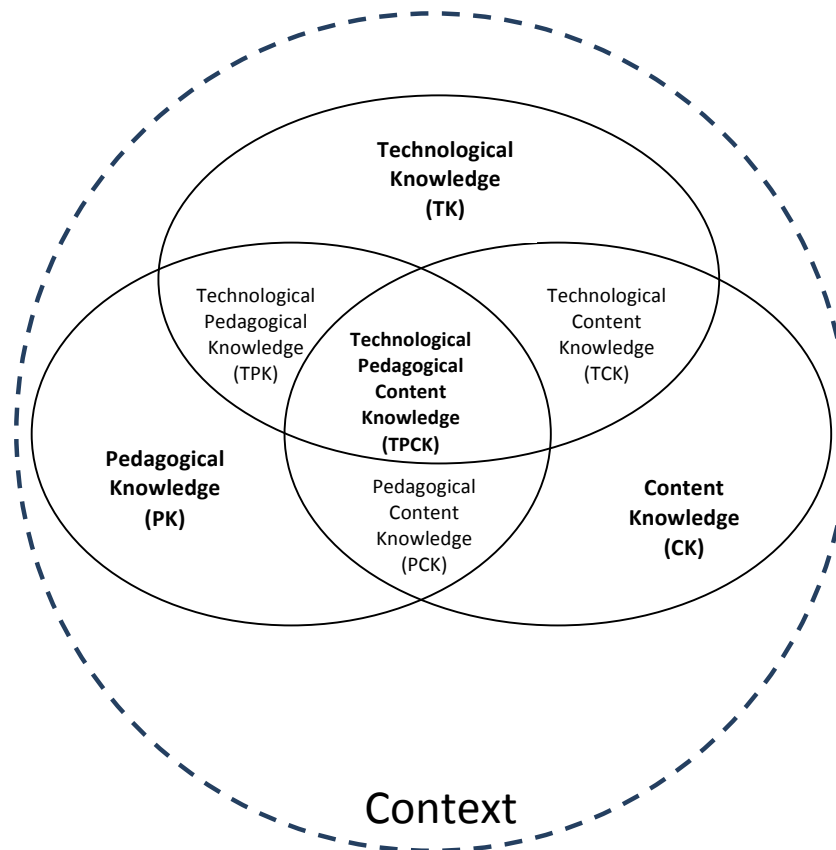 Technological
Knowledge
(TK)
Technological
Pedagogical
Knowledge
(TPK)
Technological
Pedagogical
Content
Knowledge
(TPCK)
Technological
Content
Knowledge
(TCK)
Pedagogical
Knowledge
(PK)
Pedagogical
Content
Knowledge
(PCK)
Content
Knowledge
(CK)
Context